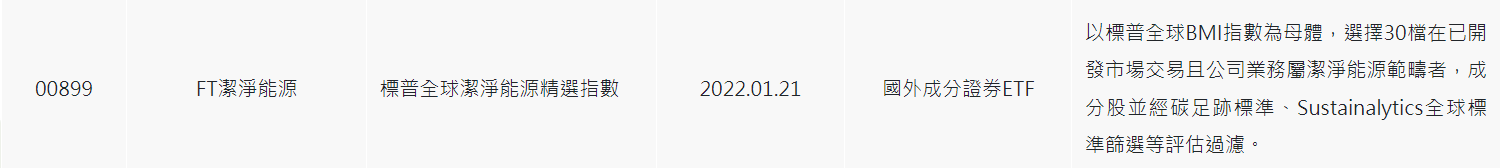 00899
FT潔淨能源
標普全球潔淨能源精選指數
2022.01.21
國外成分證券ETF
以標普全球BMI指數為母體，選擇30檔在已開
發市場交易且公司業務屬潔淨能源範疇者，成
分股並經碳足跡標準、Sustainalytics全球標
準篩選等評估過濾。